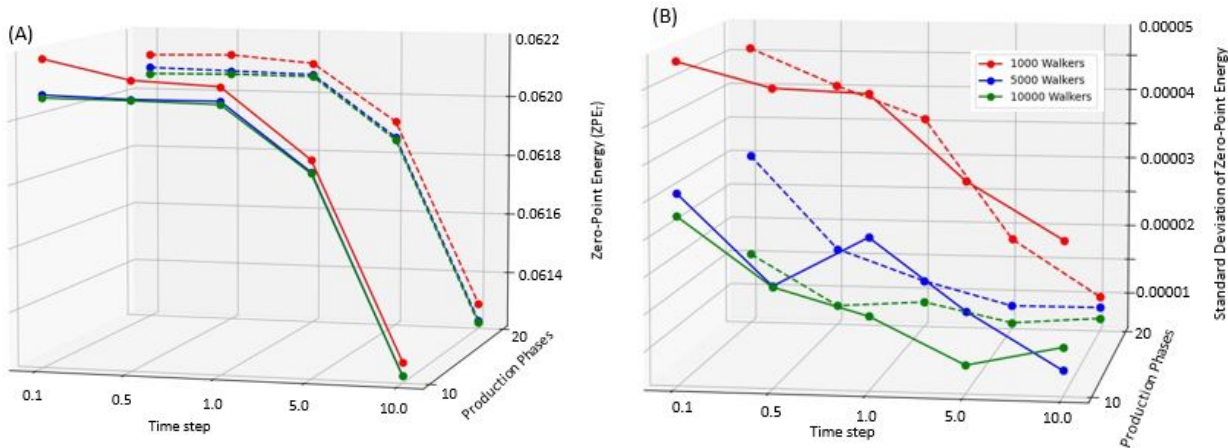 (A)
0.0622
0.0620
0.0618
0.0616
0.0614
Zero-Point Energy (ZPET)
20
10
Production Phases
0.1
0.5
1.0
5.0
10.0
Time step
(B)
1000 Walkers
5000 Walkers
10000 Walkers
0.00005
0.00004
0.00003
0.00002
0.00001
Standard Deviation of Zero-Point Energy
20
10
Production Phases
0.1
0.5
1.0
5.0
10.0
Time step